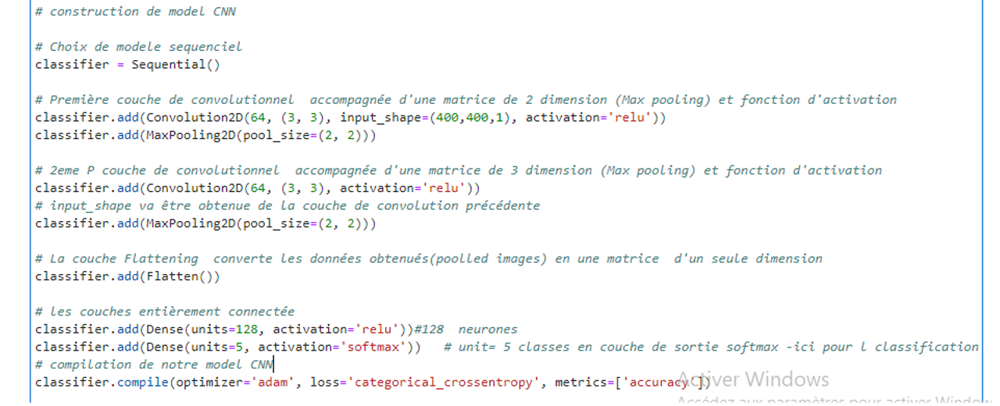 # construction de model CNN
# Choix de modele sequenciel
classifier = Sequential()
# Première couche de convolutionnel  accompagnée d'une matrice de 2 dimension (Max pooling) et fonction d'activation
classifier.add(Convolution2D(64, (3, 3), input_shape=(400,400,1), activation='relu'))
classifier.add(MaxPooling2D(pool_size=(2, 2)))
# 2eme P couche de convolutionnel  accompagnée d'une matrice de 3 dimension (Max pooling) et fonction d'activation
classifier.add(Convolution2D(64, (3, 3), activation='relu'))
# input_shape va être obtenue de la couche de convolution précédente
classifier.add(MaxPooling2D(pool_size=(2, 2)))
# La couche Flattening  converte les données obtenués(poolled images) en une matrice  d'un seule dimension
classifier.add(Flatten())
# les couches entièrement connectée
classifier.add(Dense(units=128, activation='relu'))#128  neurones
classifier.add(Dense(units=5, activation='softmax'))   # unit= 5 classes en couche de sortie softmax -ici pour l classification
# compilation de notre model CNN
classifier.compile(optimizer='adam', loss='categorical_crossentropy', metrics=['accuracy'])
Activer Windows
Accédez aux paramètres pour activer Windows